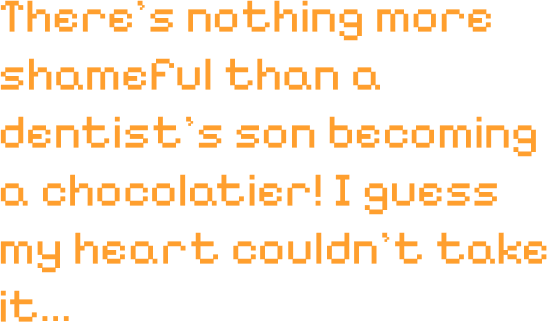 There's nothing more
shameful than a
dentist's son becoming
a chocolatier! I guess
my heart couldn't take
it...